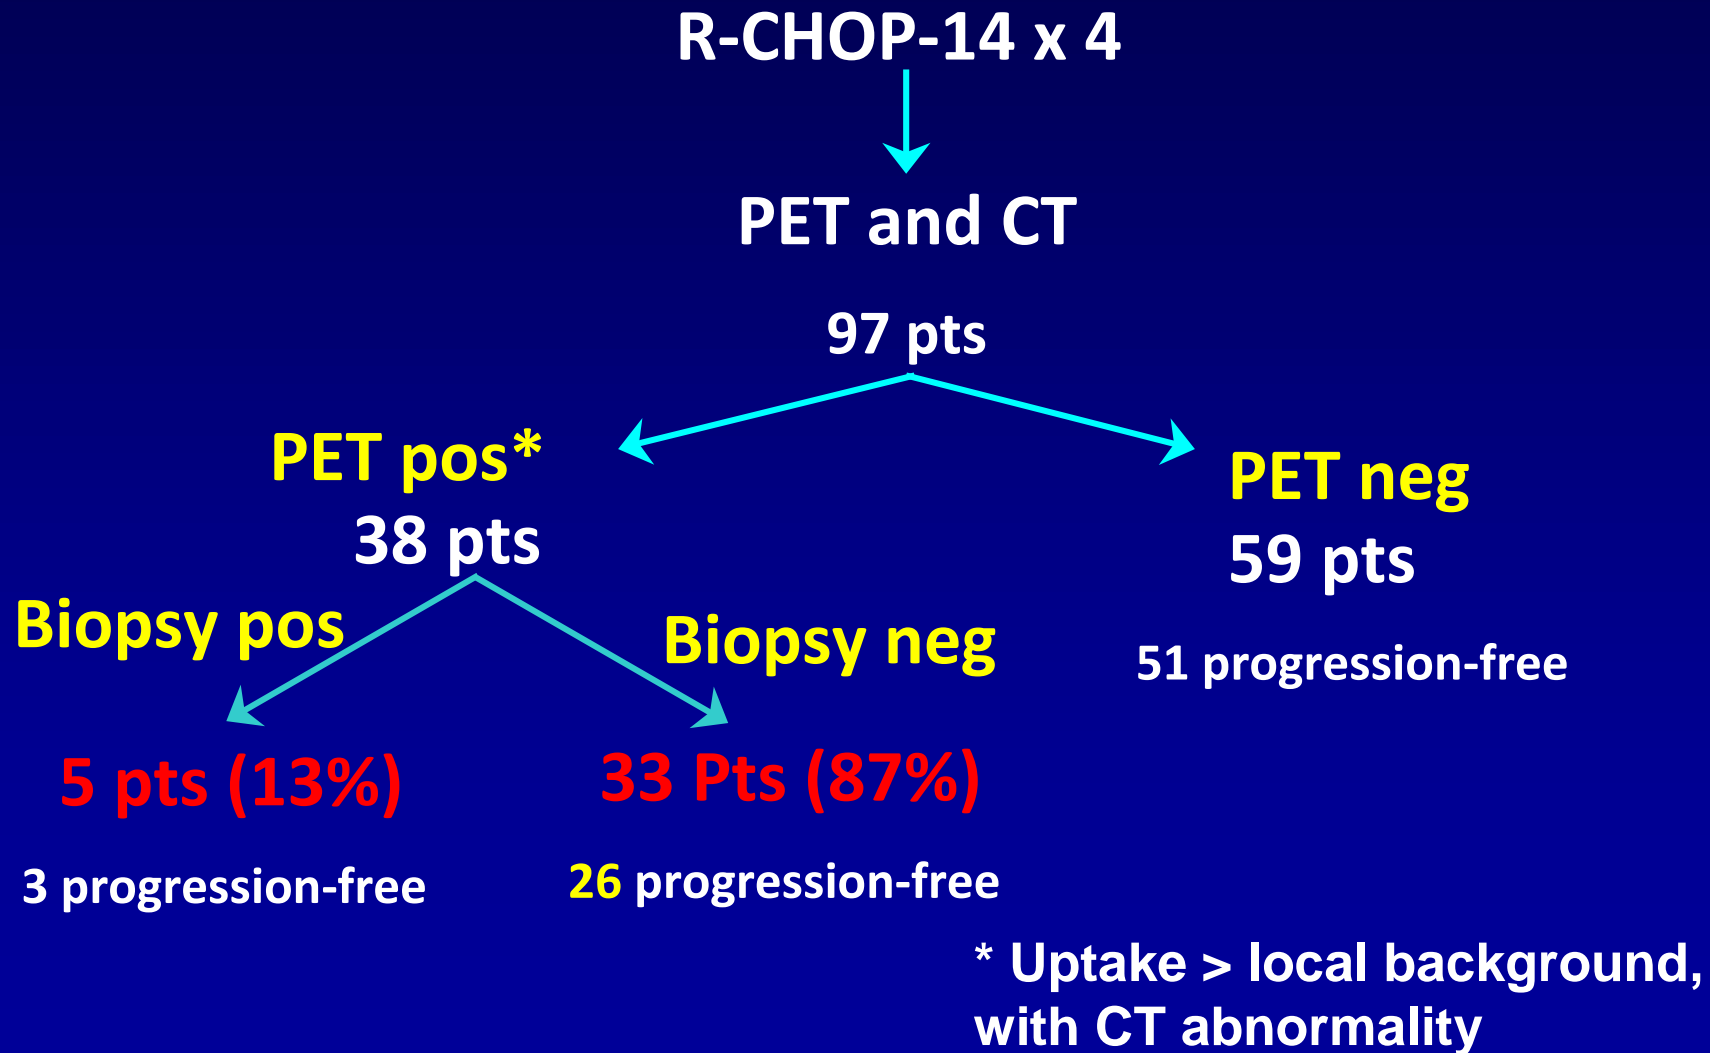 R-CHOP-14 x 4
PET and CT
97 pts
PET pos*
38 pts
PET neg
59 pts
51 progression-free
Biopsy pos
5 pts (13%)
3 progression-free
Biopsy neg
33 Pts (87%)
26 progression-free
* Uptake > local background,
with CT abnormality